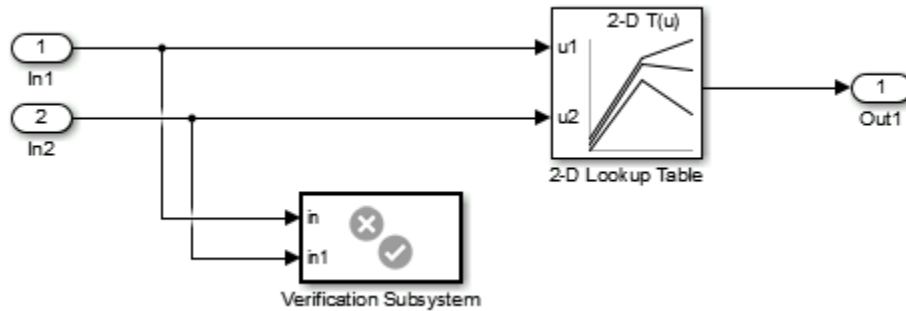 2-D T(u)
1
In1
u1
2
In2
u2
1
Out1
2-D Lookup Table
in
in1
Verification Subsystem